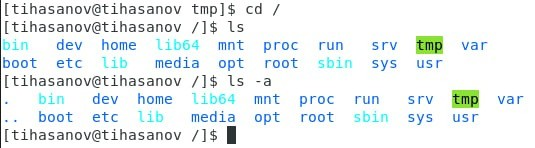 [tihasanov@tihasanov tmp]$ cd /
[tihasanov@tihasanov /]$ ls
bin dev home lib64 mnt proc run srv tmp var
boot etc lib media opt root sbin sys usr
[tihasanov@tihasanov /]$ ls -a
. bin dev home lib64 mnt proc run srv tmp var
.. boot etc lib media opt root sbin sys usr
[tihasanov@tihasanov /]$